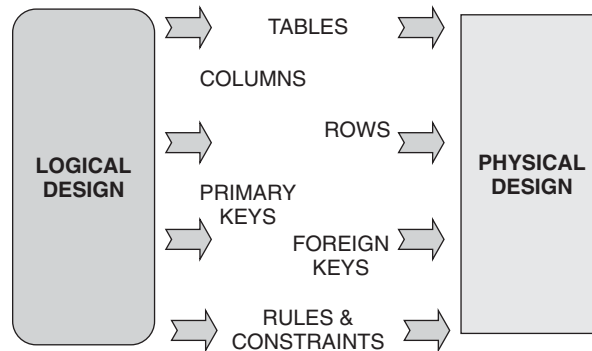 TABLES
COLUMNS
ROWS
LOGICAL
DESIGN
PHYSICAL
DESIGN
PRIMARY
KEYS
FOREIGN
KEYS
RULES &
CONSTRAINTS